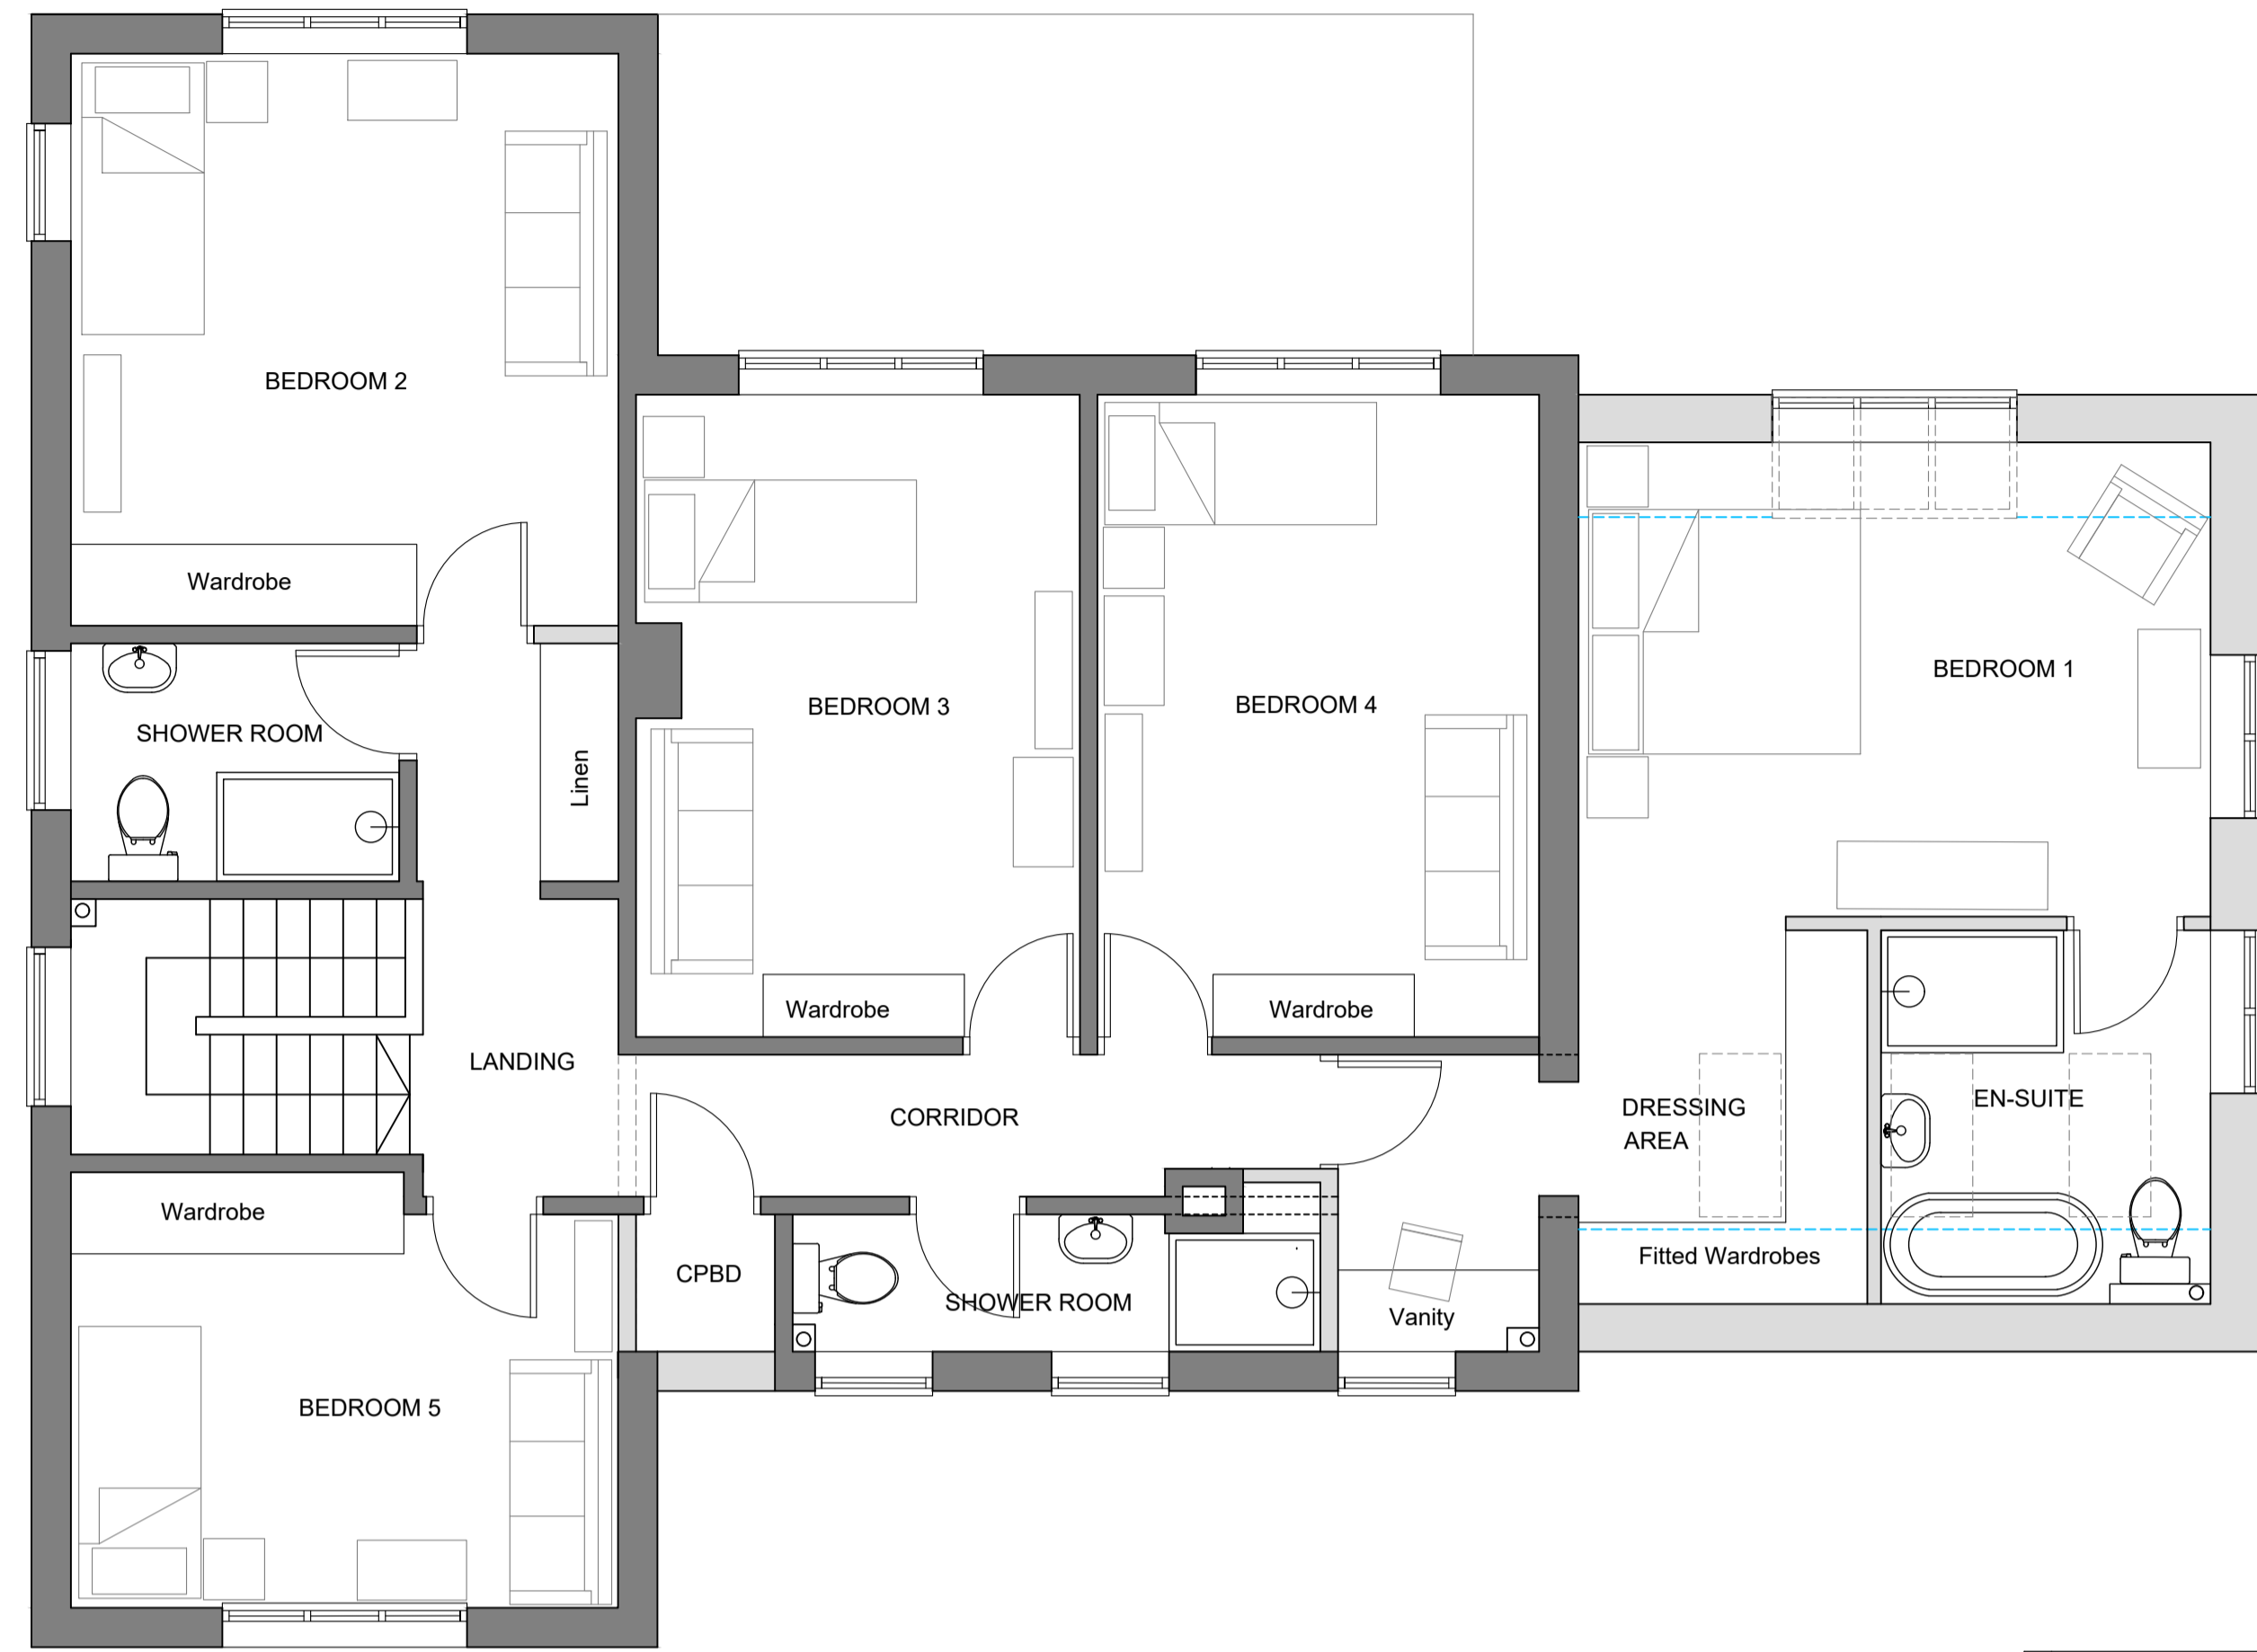 BEDROOM 2
Wardrobe
SHOWER ROOM
Linen
BEDROOM 3
Wardrobe
BEDROOM 4
Wardrobe
BEDROOM 1
LANDING
CORRIDOR
DRESSING
AREA
EN-SUITE
Fitted Wardrobes
Wardrobe
CPBD
SHOWER ROOM
Vanity
BEDROOM 5